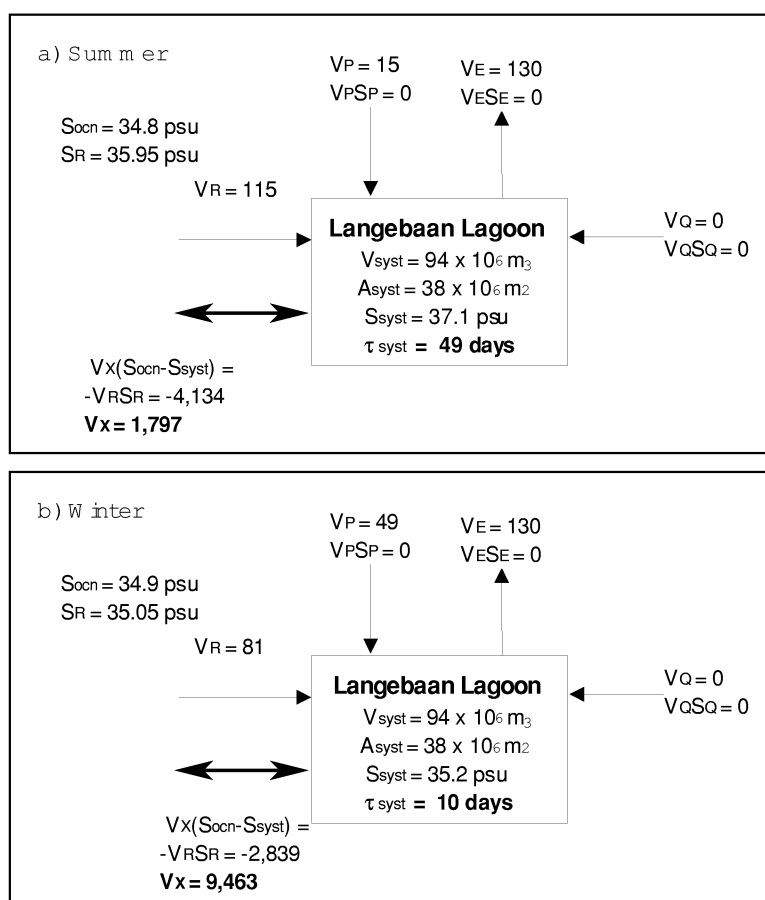 a) Summer
VP = 15
VPSP = 0
VE = 130
VESE = 0
Socn = 34.8 psu
SR = 35.95 psu
VR = 115
Langebaan Lagoon
Vsyst = 94 x 10⁶ m₃
Asyst = 38 x 10⁶ m₂
Ssyst = 37.1 psu
τ syst = 49 days
VQ = 0
VQSQ = 0
Vx(Socn-Ssyst) =
-VRSR = -4,134
Vx = 1,797
b) Winter
VP = 49
VPSP = 0
VE = 130
VESE = 0
Socn = 34.9 psu
SR = 35.05 psu
VR = 81
Langebaan Lagoon
Vsyst = 94 x 10⁶ m₃
Asyst = 38 x 10⁶ m₂
Ssyst = 35.2 psu
τ syst = 10 days
VQ = 0
VQSQ = 0
Vx(Socn-Ssyst) =
-VRSR = -2,839
Vx = 9,463